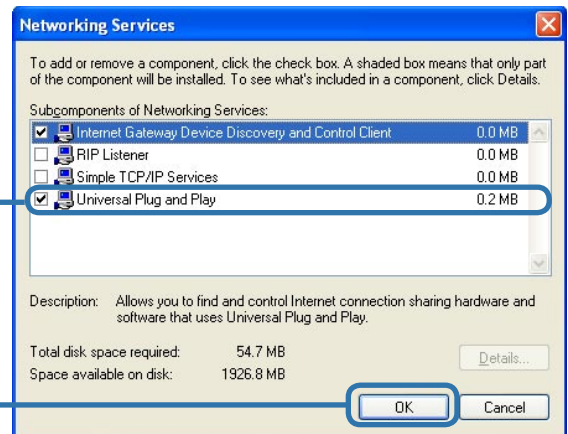 Networking Services
To add or remove a component, click the check box. A shaded box means that only part
of the component will be installed. To see what's included in a component, click Details.
Subcomponents of Networking Services:
Internet Gateway Device Discovery and Control Client 0.0 MB
RIP Listener 0.0 MB
Simple TCP/IP Services 0.0 MB
Universal Plug and Play 0.2 MB
Description: Allows you to find and control Internet connection sharing hardware and
software that uses Universal Plug and Play.
Total disk space required: 54.7 MB
Details...
Space available on disk: 1926.8 MB
OK Cancel